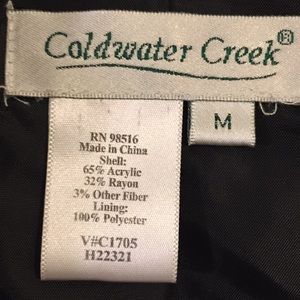 Coldwater Creek®
M
RN 98516
Made in China
Shell:
65% Acrylic
32% Rayon
3% Other Fiber
Lining:
100% Polyester
V#C1705
H22321